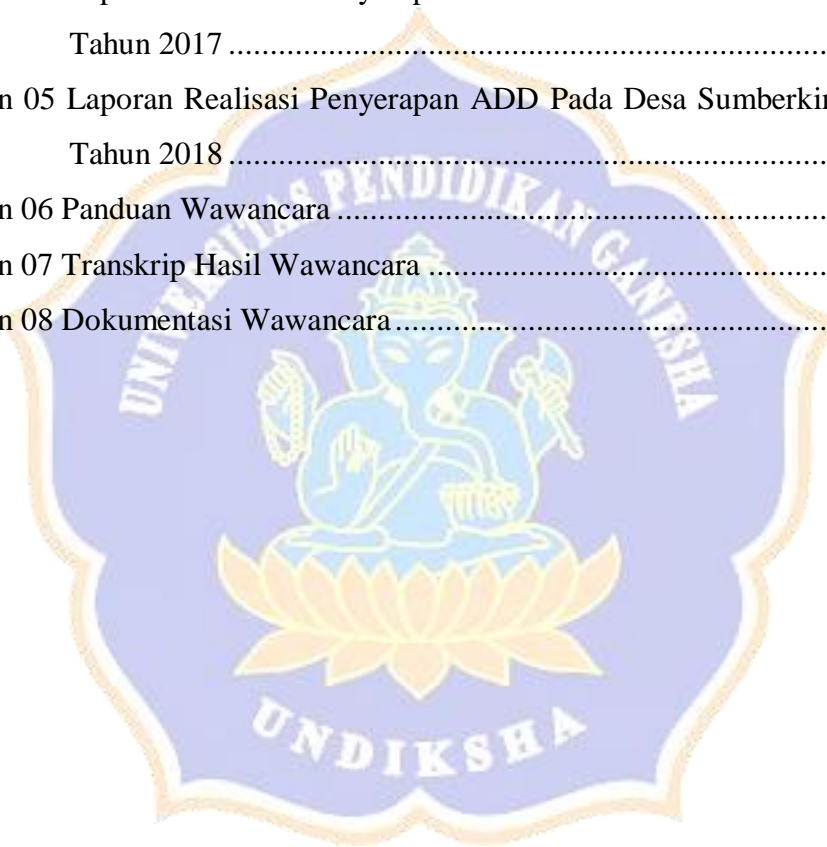 Tahun 2017 ................................................................................
n 05 Laporan Realisasi Penyerapan ADD Pada Desa Sumberkin
Tahun 2018 ................................................................................
n 06 Panduan Wawancara ................................................................................
n 07 Transkrip Hasil Wawancara ................................................................................
n 08 Dokumentasi Wawancara ................................................................................
UNIVERSITAS PENDIDIKAN GANESHA
UNDIKSHA